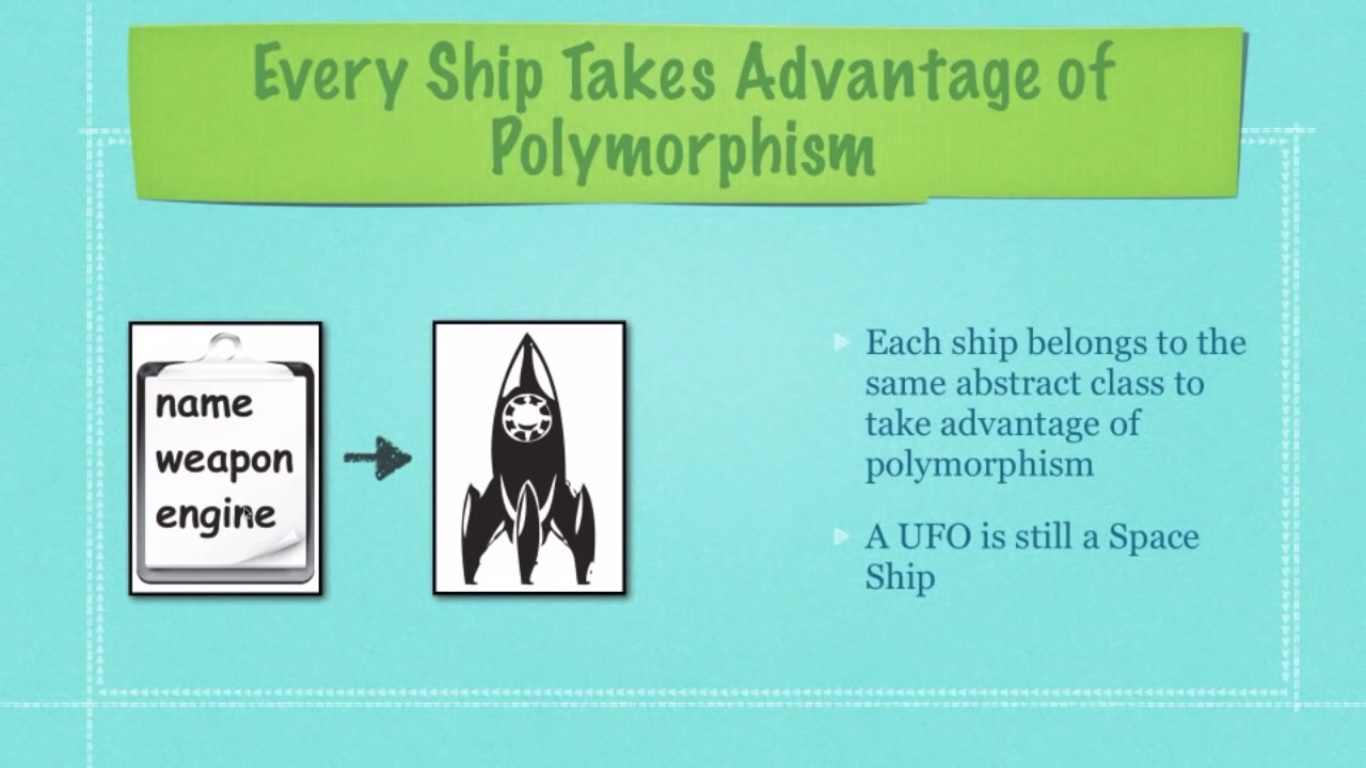 Every Ship Takes Advantage of
Polymorphism
name
weapon
engine
Each ship belongs to the
same abstract class to
take advantage of
polymorphism
A UFO is still a Space
Ship